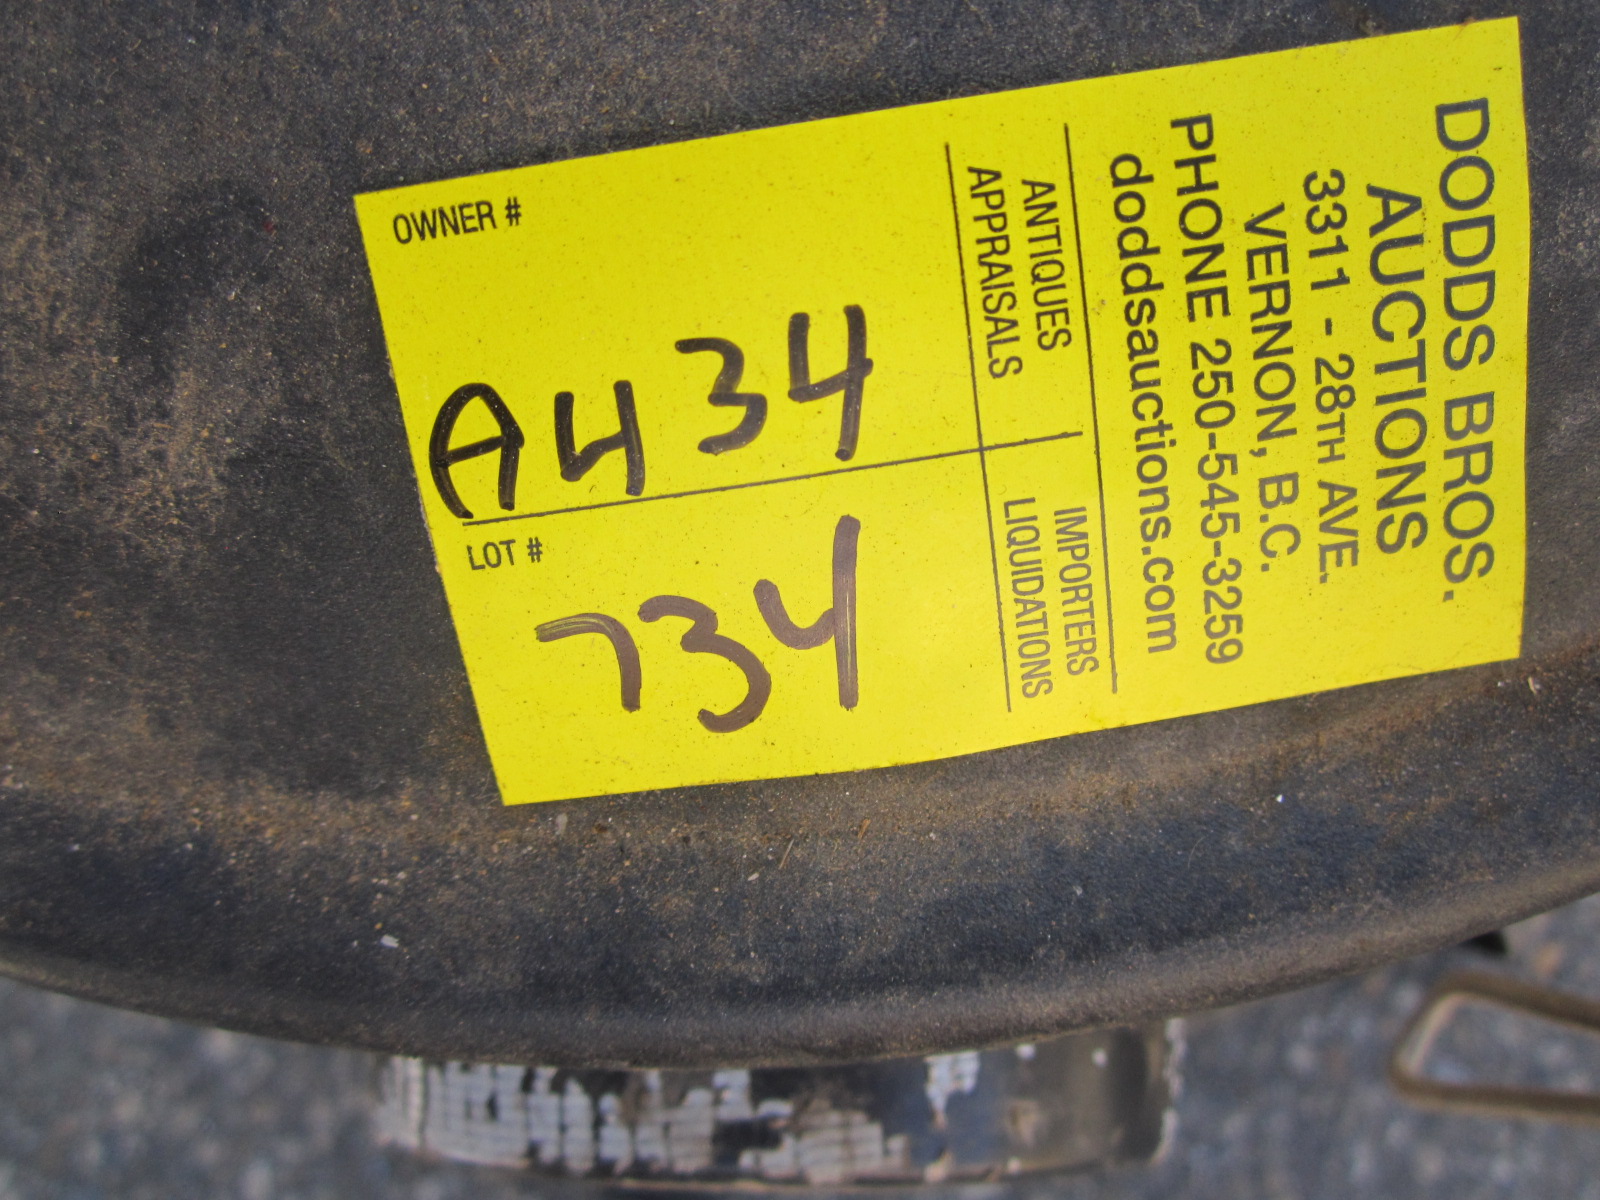 DODDS BROS.
AUCTIONS
3311 - 28TH AVE.
VERNON, B.C.
PHONE 250-545-3259
doddsauctions.com
ANTIQUES
APPRAISALS
IMPORTERS
LIQUIDATIONS
OWNER #
A434
LOT #
734